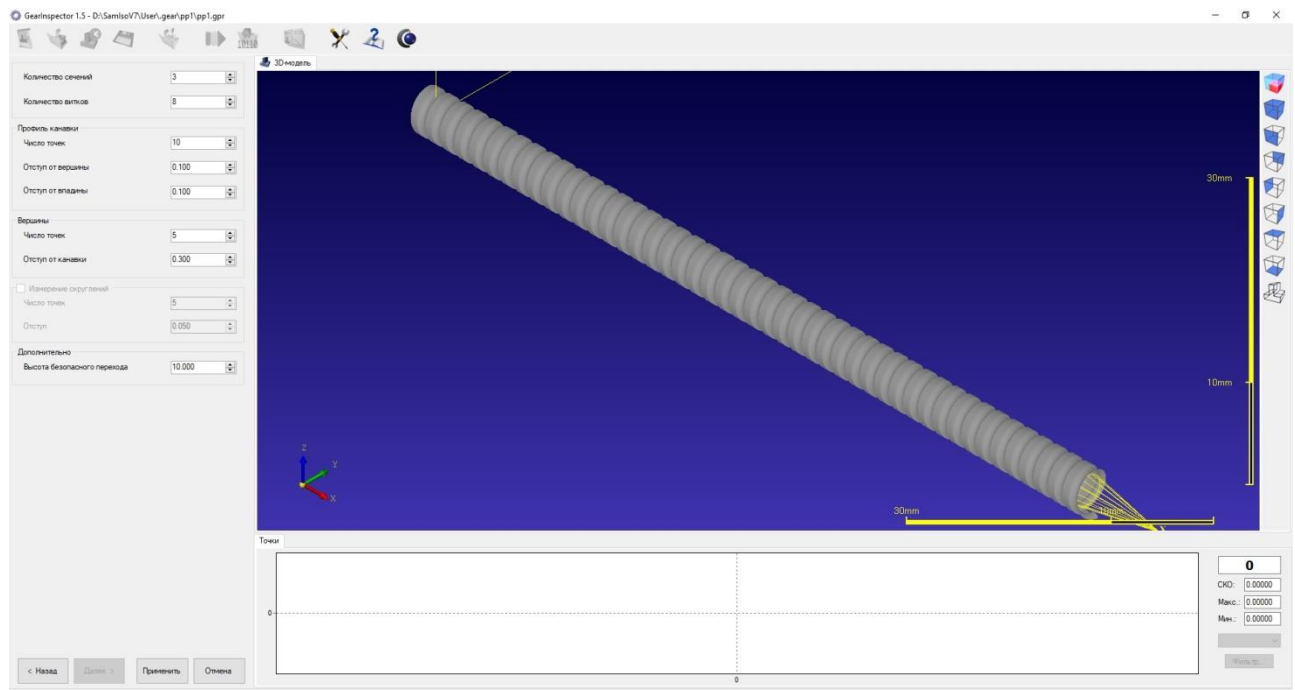 GearInspector 1.5 - D:\SamIsoV7\User\.gear\pp1\pp1.gpr
10110
2
3D-модель
Количество сечений 3
Количество витков 8
Профиль канавки
Число точек 10
Отступ от вершины 0.100
Отступ от впадины 0.100
Вершины
Число точек 5
Отступ от канавки 0.300
Измерение скруглений
Число точек 5
Отступ 0.050
Дополнительно
Высота безопасного перехода 10.000
30mm
10mm
Z
Y
X
30mm
10mm
Точки
0
0
0
СКО: 0.00000
Макс.: 0.00000
Мин.: 0.00000
Фильтр...
< Назад Далее > Применить Отмена